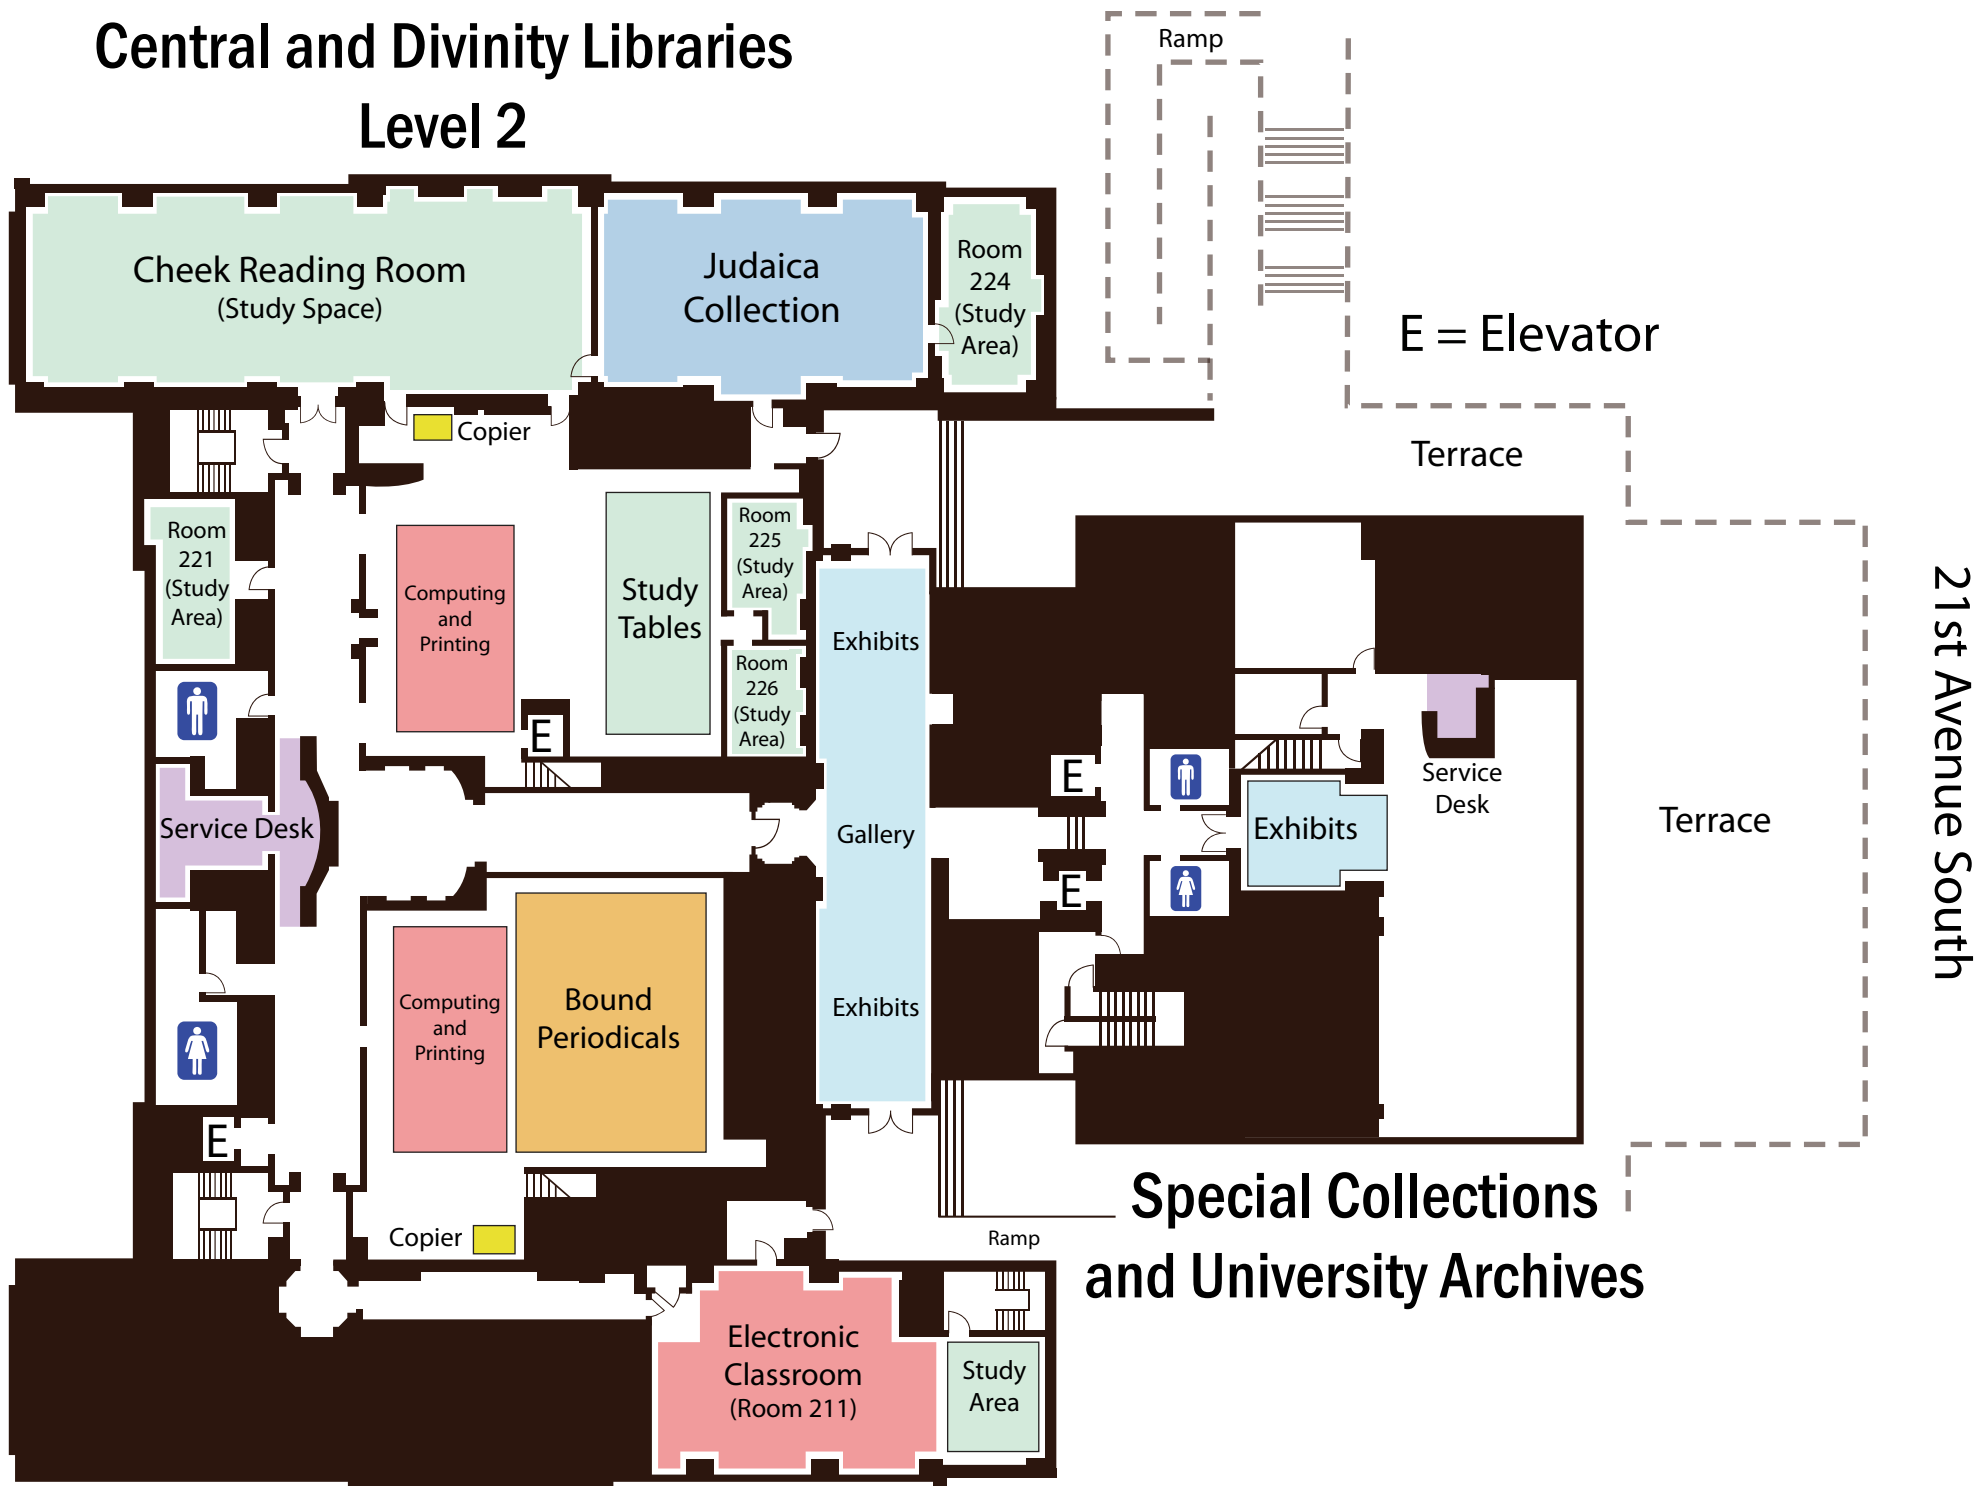 Central and Divinity Libraries
Level 2
Ramp
Cheek Reading Room
(Study Space)
Judaica
Collection
Room
224
(Study
Area)
E = Elevator
Copier
Terrace
Room
221
(Study
Area)
Computing
and
Printing
Study
Tables
Room
225
(Study
Area)
Room
226
(Study
Area)
Exhibits
E
E
Service
Desk
Service Desk
Gallery
Exhibits
Terrace
21st Avenue South
E
Computing
and
Printing
Bound
Periodicals
Exhibits
E
Special Collections
and University Archives
Copier
Ramp
Electronic
Classroom
(Room 211)
Study
Area